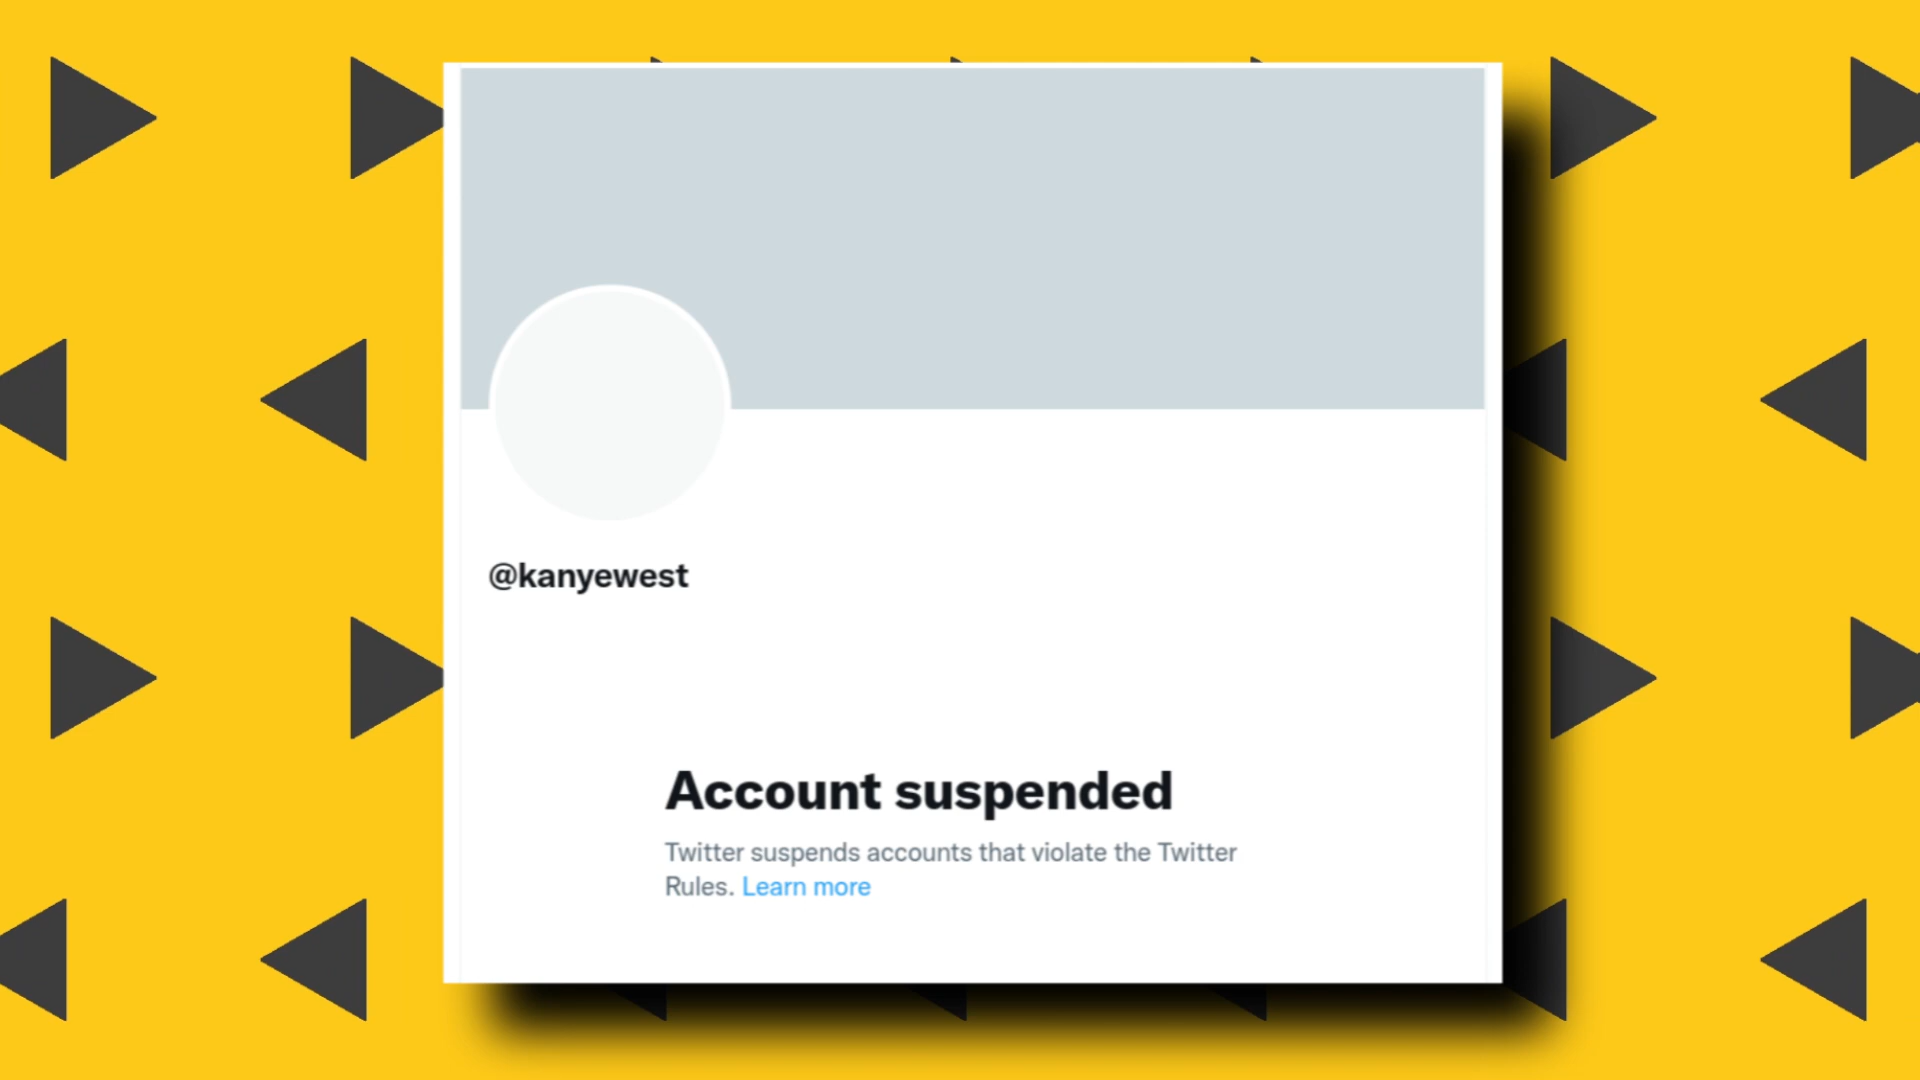 @kanyewest
Account suspended
Twitter suspends accounts that violate the Twitter
Rules. Learn more